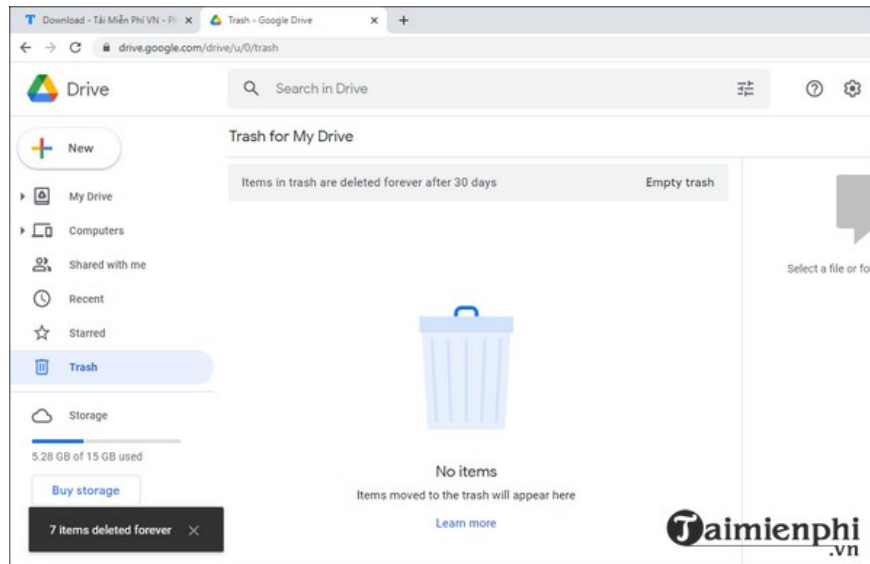 Download - Tải Miễn Phí VN - Ph
Trash - Google Drive
drive.google.com/drive/u/0/trash
Drive
Search in Drive
Trash for My Drive
New
Items in trash are deleted forever after 30 days
Empty trash
My Drive
Computers
Shared with me
Select a file or fo
Recent
Starred
Trash
Storage
5.28 GB of 15 GB used
No items
Buy storage
Items moved to the trash will appear here
7 items deleted forever
Learn more
Taimienphi
.vn